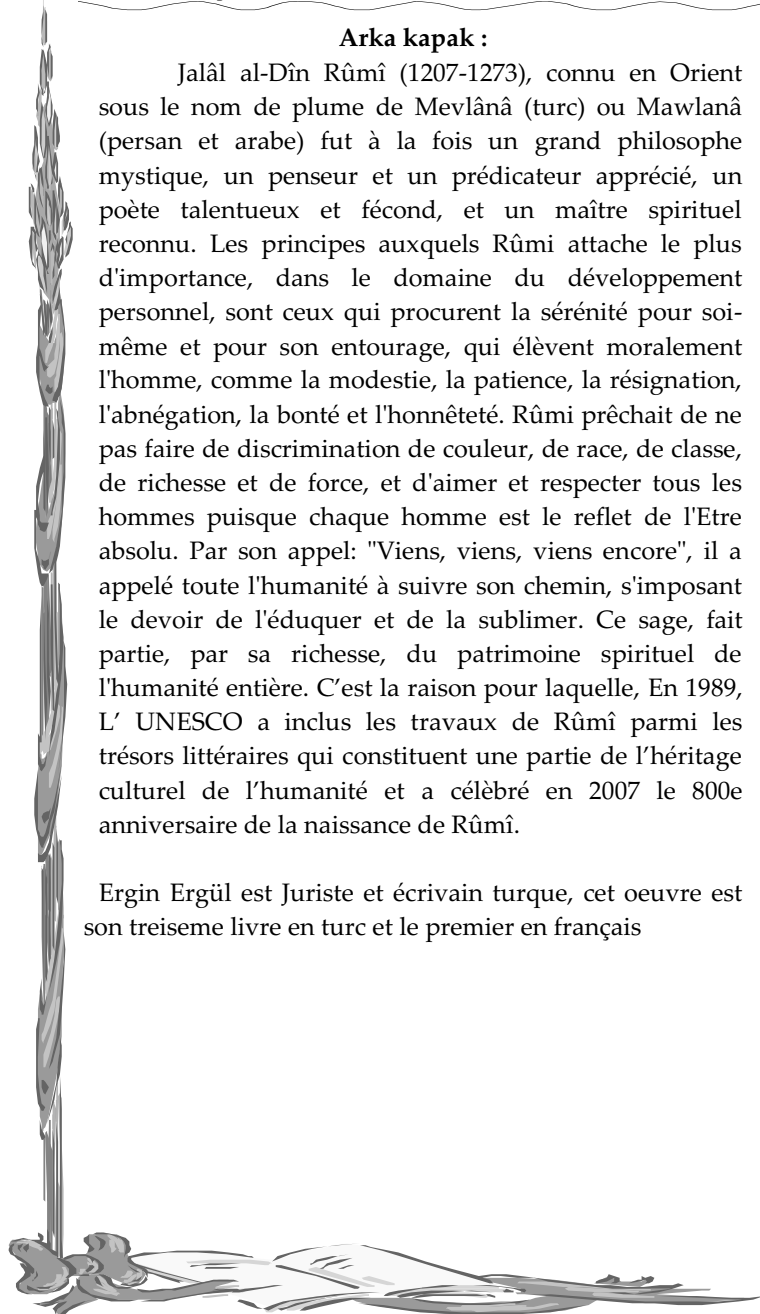 Arka kapak :
Jalâl al-Dîn Rûmî (1207-1273), connu en Orient
sous le nom de plume de Mevlânâ (turc) ou Mawlanâ
(persan et arabe) fut à la fois un grand philosophe
mystique, un penseur et un prédicateur apprécié, un
poète talentueux et fécond, et un maître spirituel
reconnu. Les principes auxquels Rûmi attache le plus
d'importance, dans le domaine du développement
personnel, sont ceux qui procurent la sérénité pour soi-
même et pour son entourage, qui élèvent moralement
l'homme, comme la modestie, la patience, la résignation,
l'abnégation, la bonté et l'honnêteté. Rûmi prêchait de ne
pas faire de discrimination de couleur, de race, de classe,
de richesse et de force, et d'aimer et respecter tous les
hommes puisque chaque homme est le reflet de l'Etre
absolu. Par son appel: "Viens, viens, viens encore", il a
appelé toute l'humanité à suivre son chemin, s'imposant
le devoir de l'éduquer et de la sublimer. Ce sage, fait
partie, par sa richesse, du patrimoine spirituel de
l'humanité entière. C’est la raison pour laquelle, En 1989,
L’ UNESCO a inclus les travaux de Rûmî parmi les
trésors littéraires qui constituent une partie de l’héritage
culturel de l’humanité et a célèbré en 2007 le 800e
anniversaire de la naissance de Rûmî.
Ergin Ergül est Juriste et écrivain turque, cet oeuvre est
son treiseme livre en turc et le premier en français